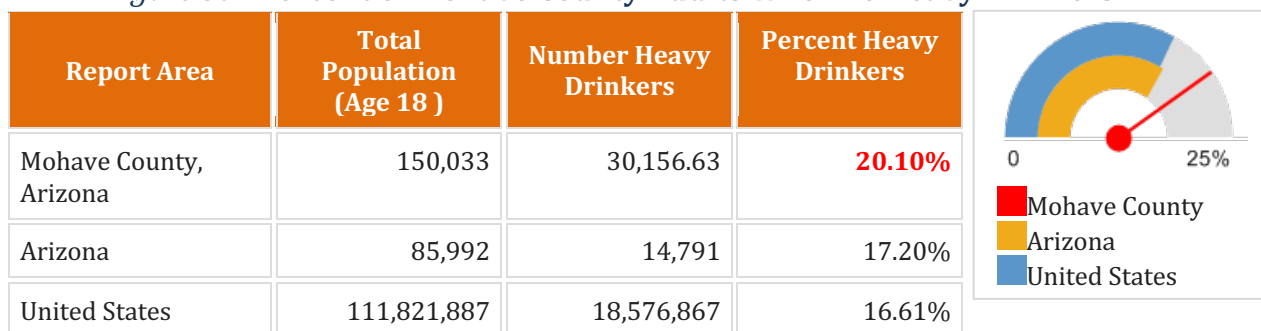 Report Area
Total
Population
(Age 18 )
Number Heavy
Drinkers
Percent Heavy
Drinkers
Mohave County,
Arizona
150,033
30,156.63
20.10%
Arizona
85,992
14,791
17.20%
United States
111,821,887
18,576,867
16.61%
0
25%
Mohave County
Arizona
United States